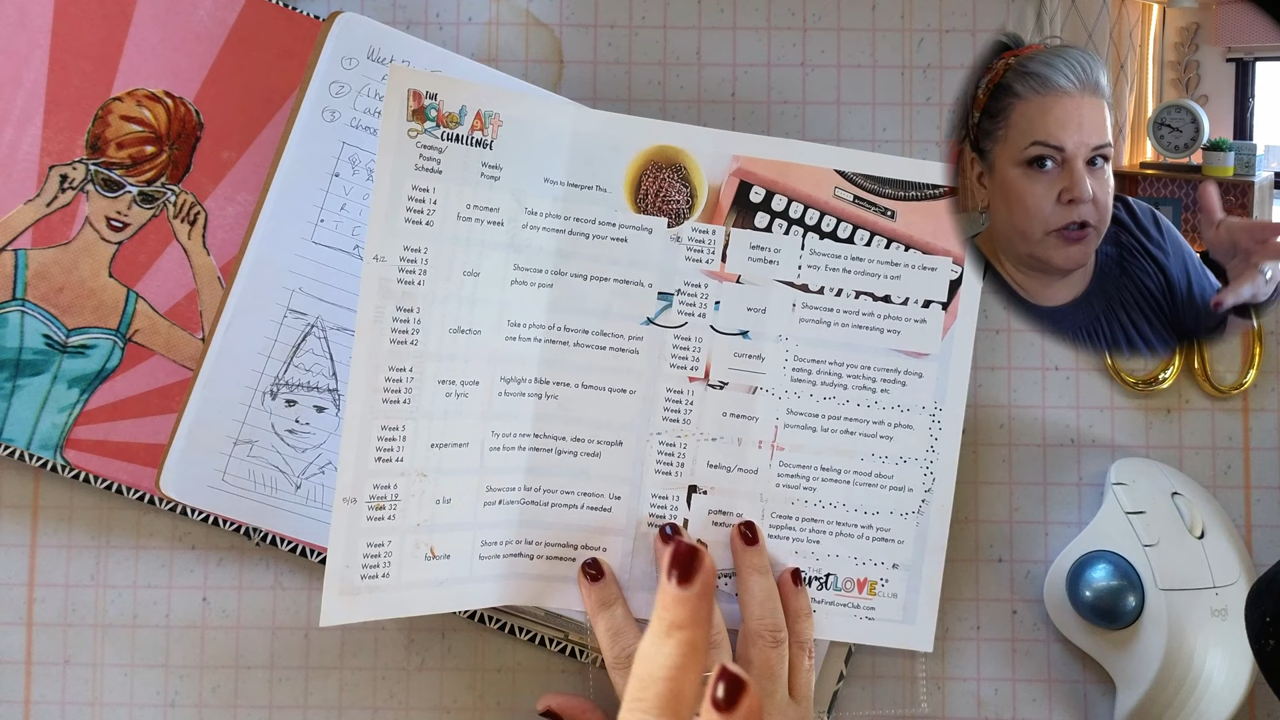 THE
Pocket Art
CHALLENGE
Creating/
Posting
Schedule
Weekly
Prompt
Ways to Interpret This...
Week 1
Week 14
Week 27
Week 40
a moment
from my week
Take a photo or record some journaling
of any moment during your week
4/2
Week 2
Week 15
Week 28
Week 41
color
Showcase a color using paper materials, a
photo or paint
Week 3
Week 16
Week 29
Week 42
collection
Take a photo of a favorite collection, print
one from the internet, showcase materials
Week 4
Week 17
Week 30
Week 43
verse, quote
or lyric
Highlight a Bible verse, a famous quote or
a favorite song lyric
Week 5
Week 18
Week 31
Week 44
experiment
Try out a new technique, idea or scraplift
one from the internet (giving credit)
5/13
Week 6
Week 19
Week 32
Week 45
a list
Showcase a list of your own creation. Use
past #ListersGottaList prompts if needed.
Week 7
Week 20
Week 33
Week 46
favorite
Share a pic or list or journaling about a
favorite something or someone
Week 8
Week 21
Week 34
Week 47
letters or
numbers
Showcase a letter or number in a clever
way. Even the ordinary is art!
Week 9
Week 22
Week 35
Week 48
word
Showcase a word with a photo or with
journaling in an interesting way
Week 10
Week 23
Week 36
Week 49
currently
Document what you are currently doing,
eating, drinking, watching, reading,
listening, studying, crafting, etc.
Week 11
Week 24
Week 37
Week 50
a memory
Showcase a past memory with a photo,
journaling, list or other visual way
Week 12
Week 25
Week 38
Week 51
feeling/mood
Document a feeling or mood about
something or someone (current or past) in
a visual way
Week 13
Week 26
Week 39
pattern or
Create a pattern or texture with your
supplies, or share a photo of a pattern or
texture you love
THE
First LOVE CLUB
TheFirstLoveClub.com
logi